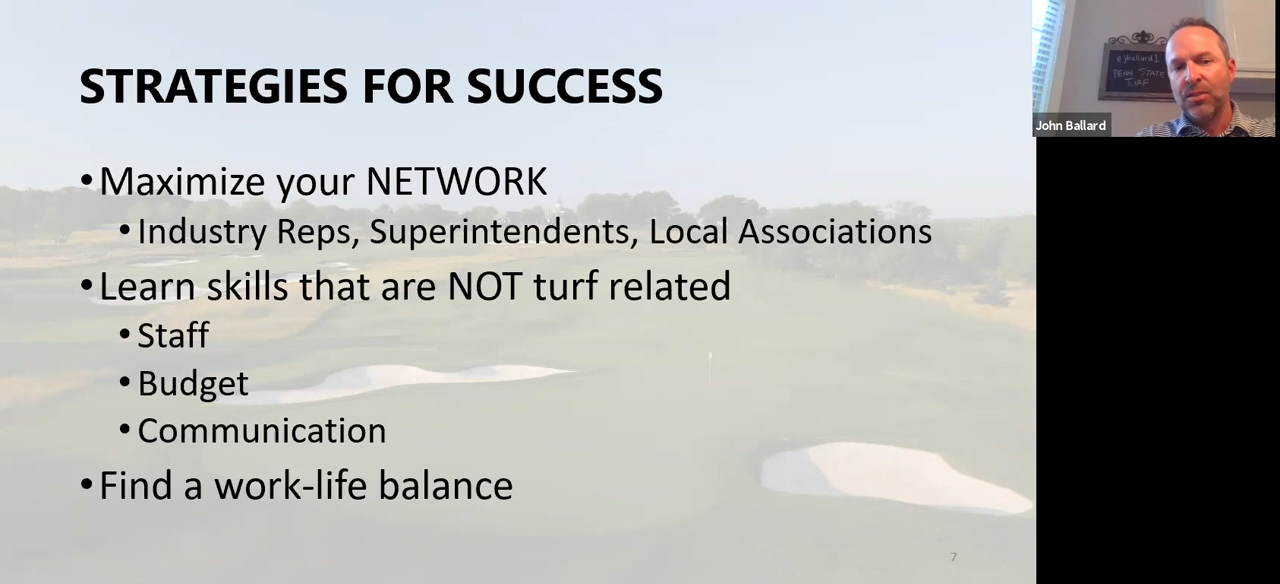 STRATEGIES FOR SUCCESS
•Maximize your NETWORK
•Industry Reps, Superintendents, Local Associations
•Learn skills that are NOT turf related
•Staff
•Budget
•Communication
•Find a work-life balance
7
@jballard1
PENN STATE
TURF
John Ballard